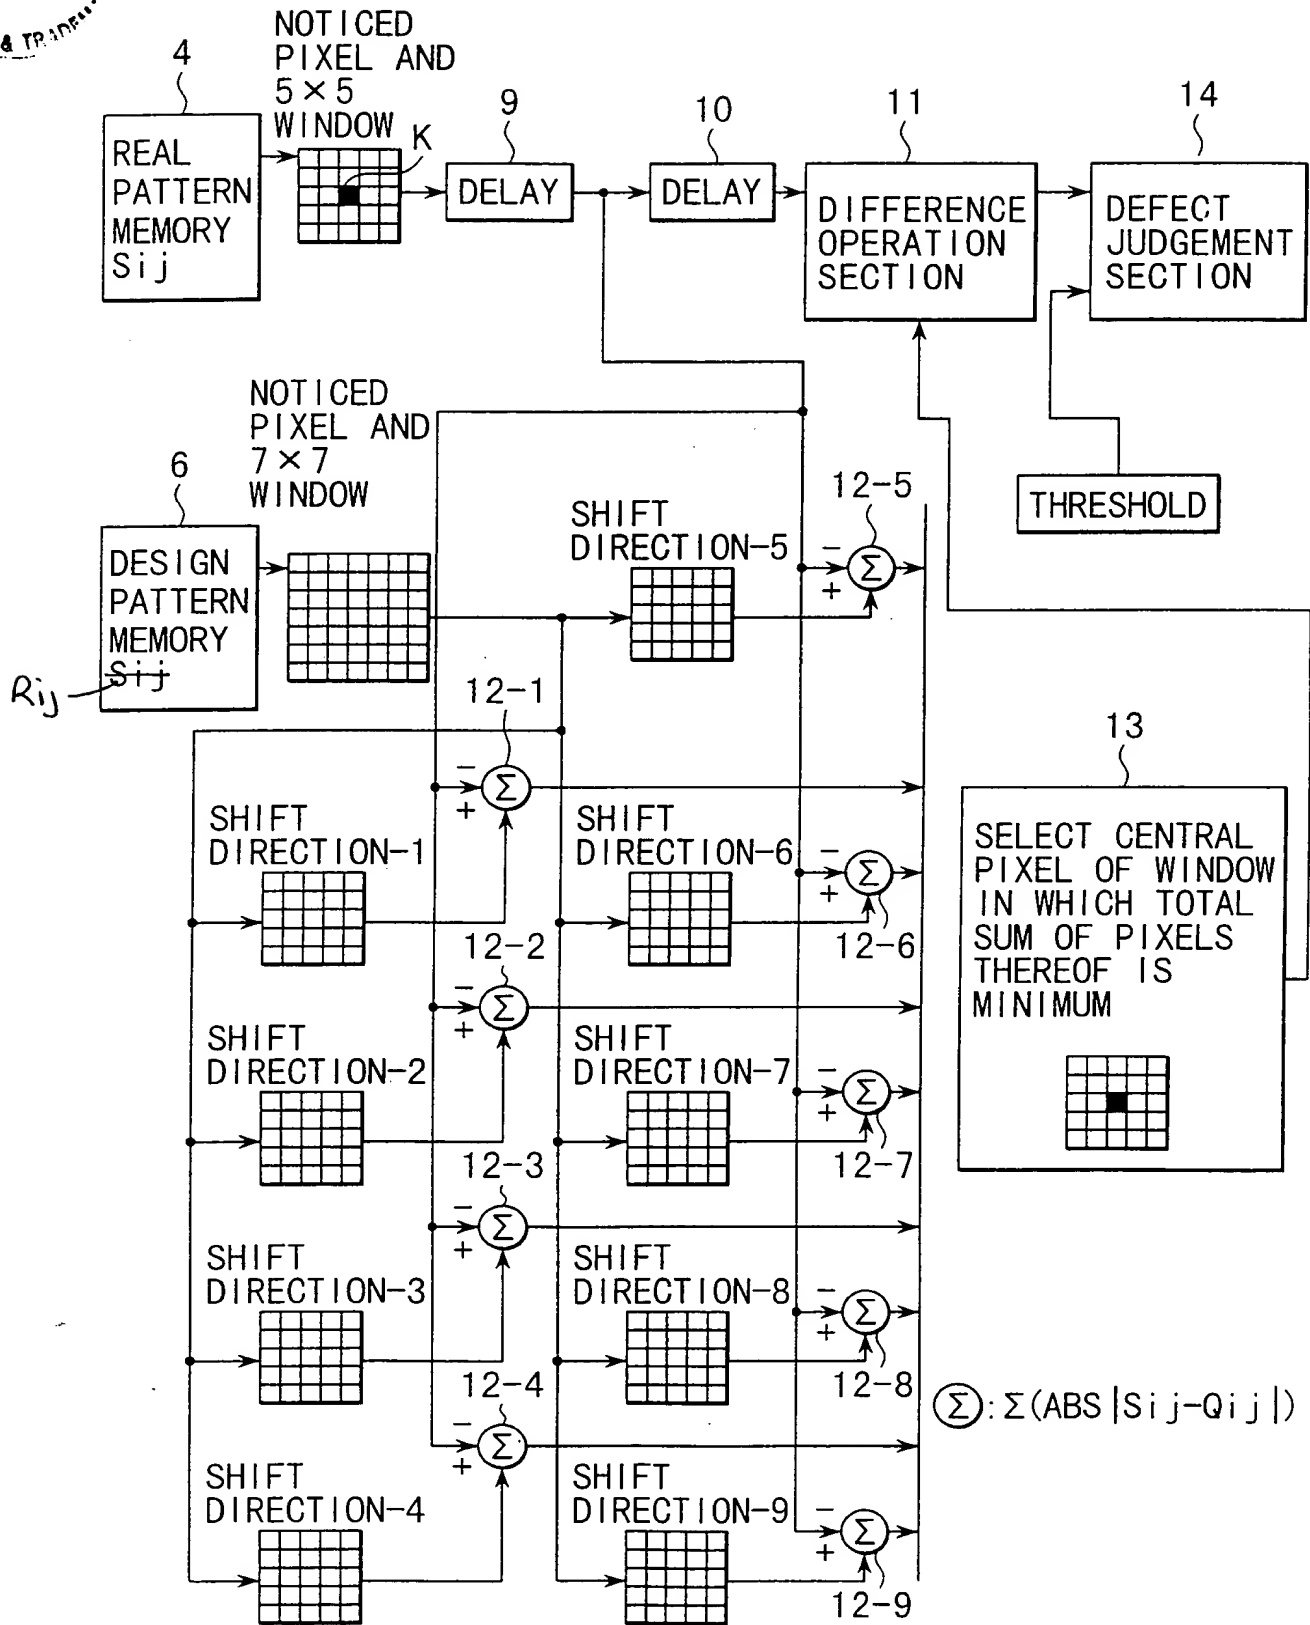 & TRADEM
4
NOTICED
PIXEL AND
5×5
WINDOW
K
9
10
11
14
REAL
PATTERN
MEMORY
Sij
DELAY
DELAY
DIFFERENCE
OPERATION
SECTION
DEFECT
JUDGEMENT
SECTION
NOTICED
PIXEL AND
7×7
WINDOW
6
THRESHOLD
DESIGN
PATTERN
MEMORY
Sij
Rij
SHIFT
DIRECTION-5
12-5
-
+
Σ
12-1
-
+
Σ
SHIFT
DIRECTION-1
SHIFT
DIRECTION-6
-
+
Σ
12-6
13
SELECT CENTRAL
PIXEL OF WINDOW
IN WHICH TOTAL
SUM OF PIXELS
THEREOF IS
MINIMUM
12-2
-
+
Σ
SHIFT
DIRECTION-2
SHIFT
DIRECTION-7
-
+
Σ
12-7
12-3
-
+
Σ
SHIFT
DIRECTION-3
SHIFT
DIRECTION-8
-
+
Σ
12-8
12-4
-
+
Σ
Σ:Σ(ABS|Sij-Qij|)
SHIFT
DIRECTION-4
SHIFT
DIRECTION-9
-
+
Σ
12-9